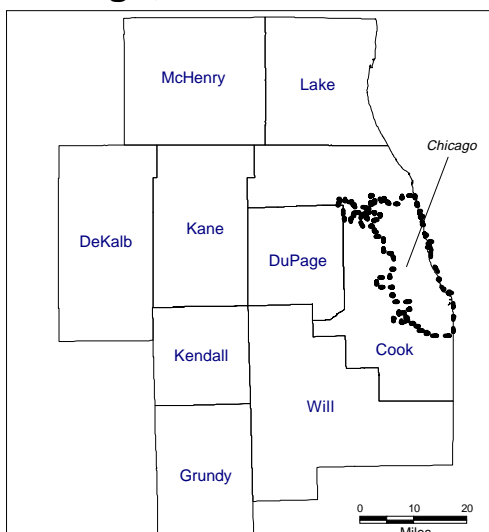 McHenry
Lake
Chicago
DeKalb
Kane
DuPage
Kendall
Cook
Will
Grundy
0 10 20
Miles